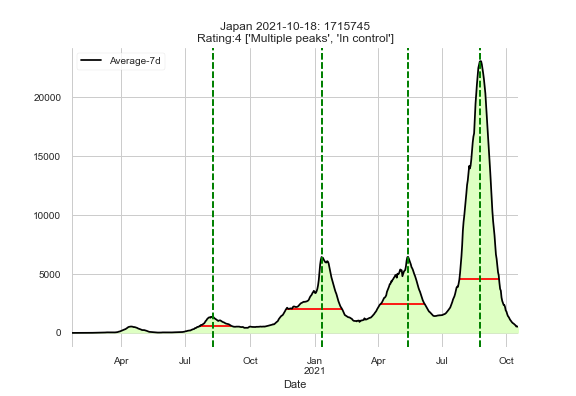 Japan 2021-10-18: 1715745
Rating:4 ['Multiple peaks', 'In control']
Average-7d
20000
15000
10000
5000
0
Apr Jul Oct Jan Apr Jul Oct
2021
Date